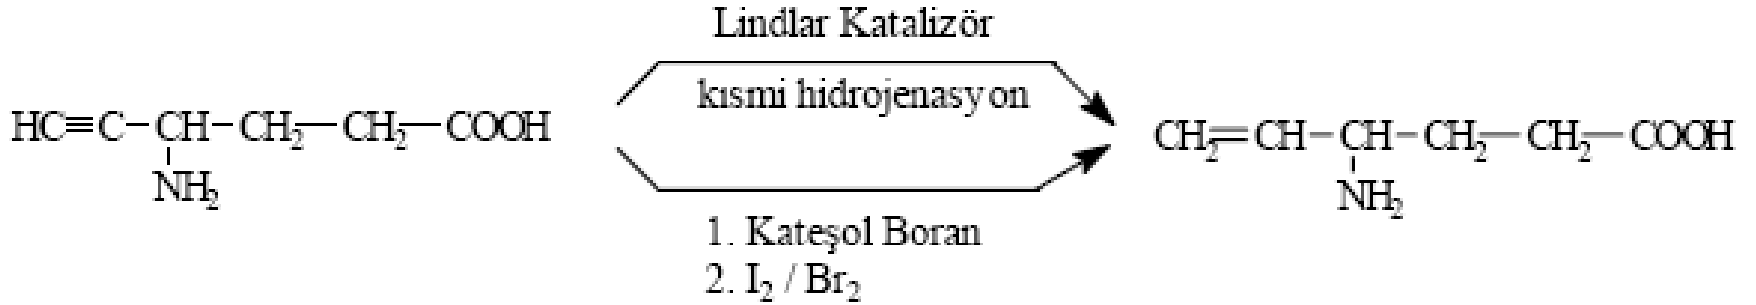 Lindlar Katalizör
kısmi hidrojenasyon
HC≡C—CH—CH₂—CH₂—COOH
NH₂
CH₂=CH—CH—CH₂—CH₂—COOH
NH₂
1. Kateşol Boran
2. I₂ / Br₂